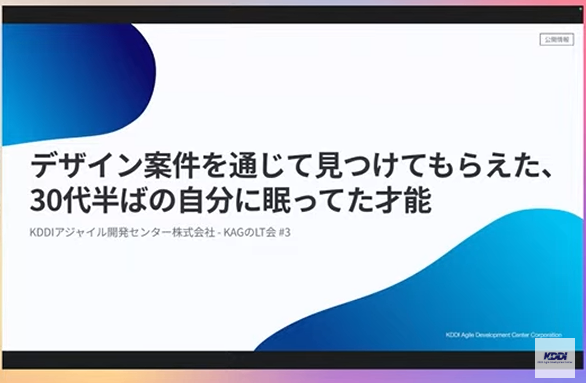 公開情報
デザイン案件を通じて見つけてもらえた、
30代半ばの自分に眠ってた才能
KDDIアジャイル開発センター株式会社 - KAGのLT会 #3
KDDI Agile Development Center Corporation
KDDI